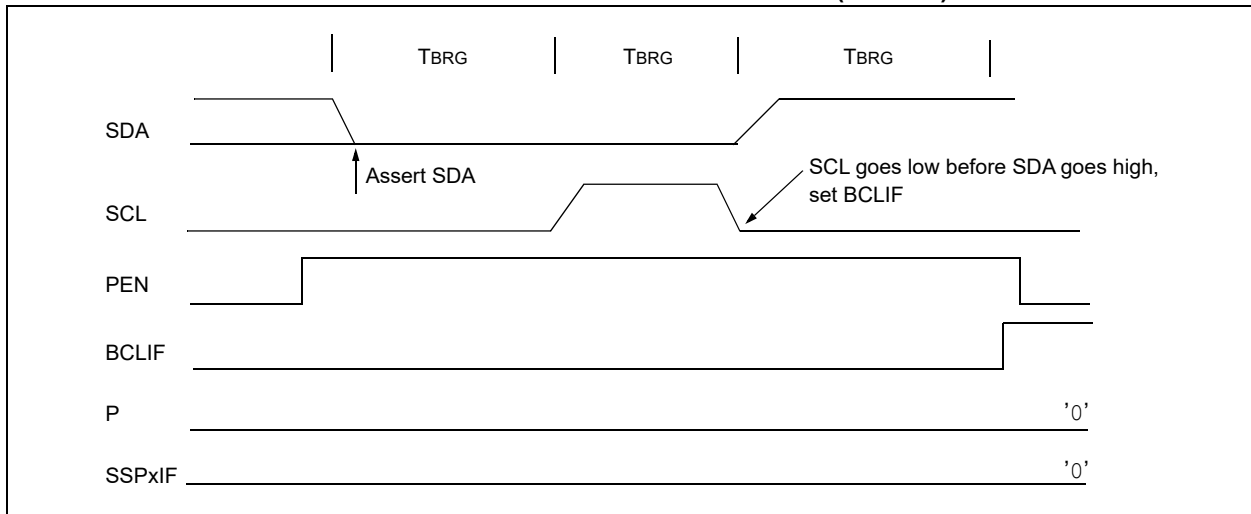 TBRG TBRG TBRG
SDA
Assert SDA
SCL goes low before SDA goes high,
set BCLIF
SCL
PEN
BCLIF
P '0'
SSPxIF '0'